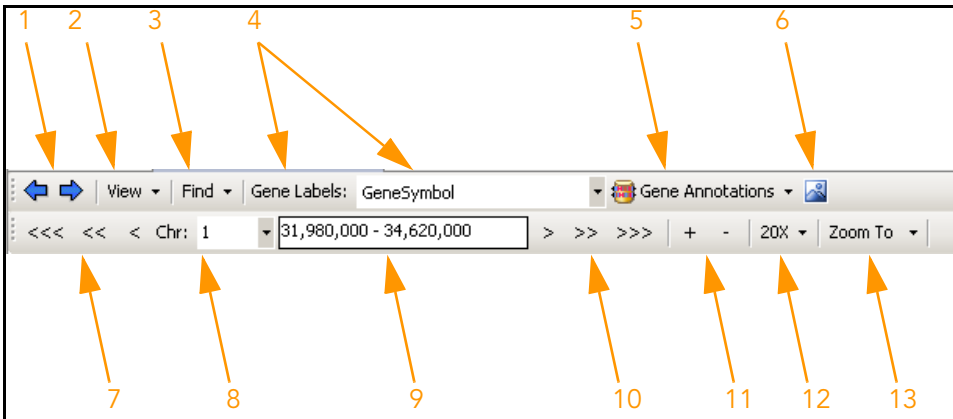 1 2 3 4 5 6
View Find Gene Labels: GeneSymbol Gene Annotations
<<< << < Chr: 1 31,980,000 - 34,620,000 > >> >>> + - 20X Zoom To
7 8 9 10 11 12 13